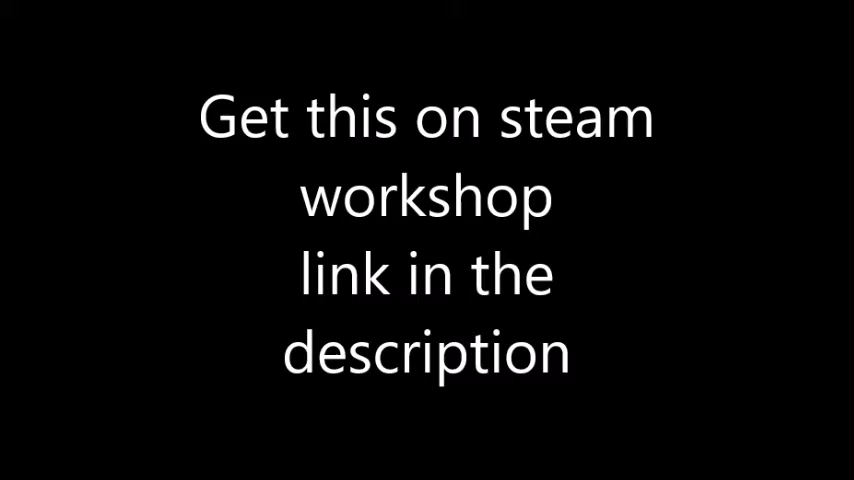 Get this on steam
workshop
link in the
description